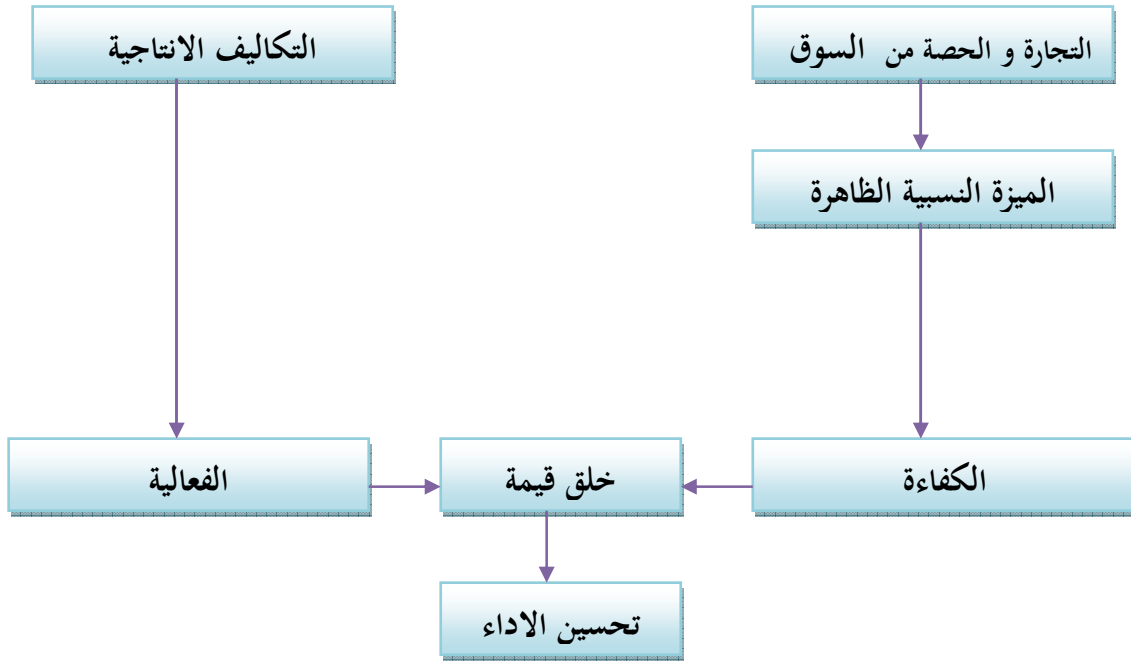 التجارة و الحصة من السوق
التكاليف الانتاجية
الميزة النسبية الظاهرة
الكفاءة
خلق قيمة
الفعالية
تحسين الاداء